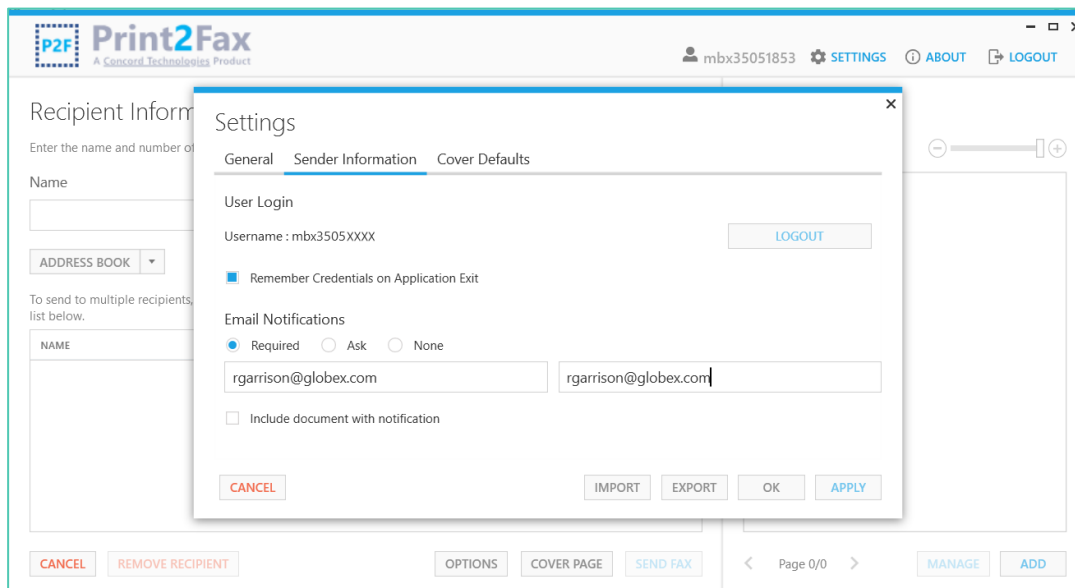 P2F Print2Fax
A Concord Technologies Product
mbx35051853 SETTINGS ABOUT LOGOUT
Recipient Inform
Enter the name and number of
Name
ADDRESS BOOK
To send to multiple recipients,
list below.
NAME
Settings
General Sender Information Cover Defaults
User Login
Username : mbx3505XXXX LOGOUT
Remember Credentials on Application Exit
Email Notifications
Required Ask None
rgarrison@globex.com rgarrison@globex.com
Include document with notification
CANCEL IMPORT EXPORT OK APPLY
CANCEL REMOVE RECIPIENT OPTIONS COVER PAGE SEND FAX Page 0/0 MANAGE ADD